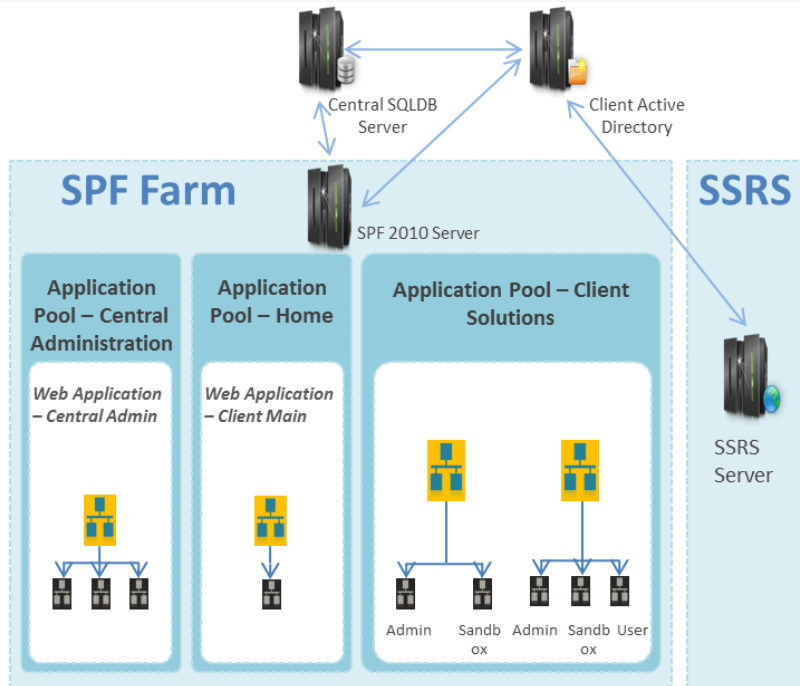 Central SQLDB
Server
Client Active
Directory
SPF Farm
SSRS
SPF 2010 Server
Application
Pool – Central
Administration
Application
Pool – Home
Application Pool – Client
Solutions
Web Application
– Central Admin
Web Application
– Client Main
SSRS
Server
Admin
Sandb
ox
Admin
Sandb
ox
User